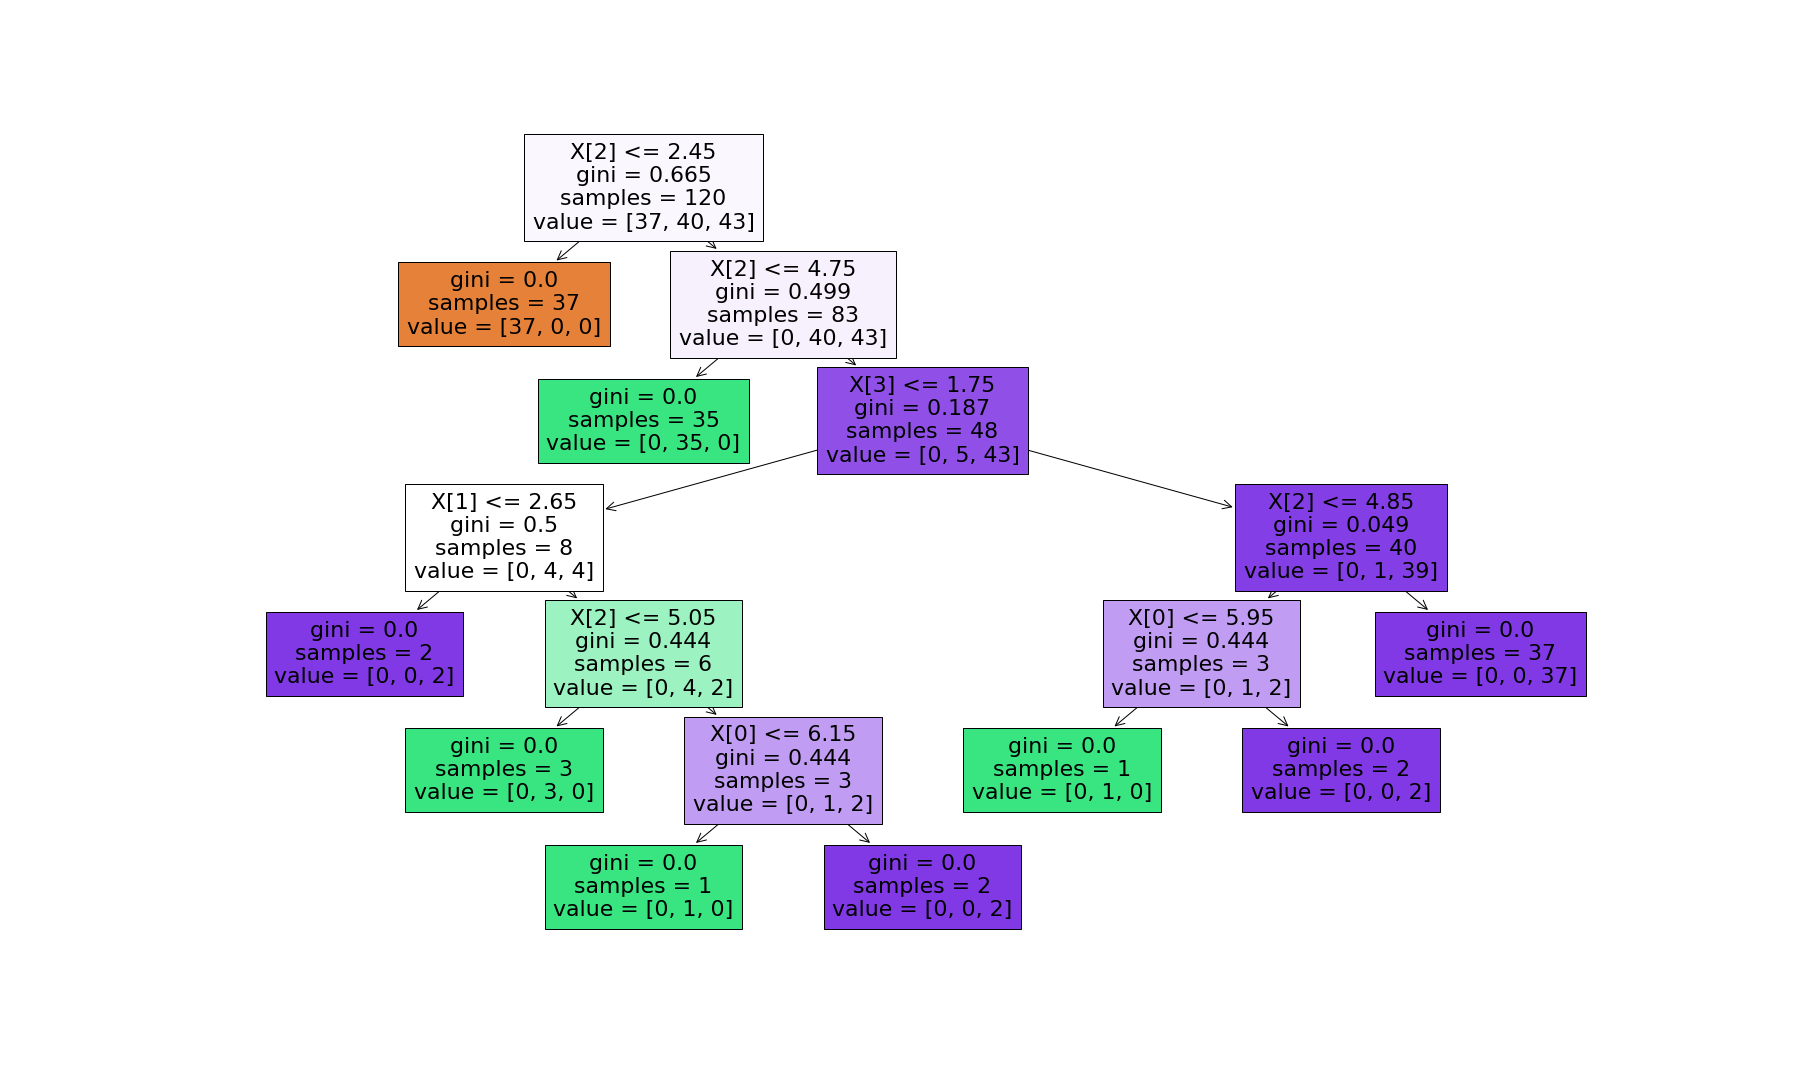 X[2] <= 2.45
gini = 0.665
samples = 120
value = [37, 40, 43]
gini = 0.0
samples = 37
value = [37, 0, 0]
X[2] <= 4.75
gini = 0.499
samples = 83
value = [0, 40, 43]
gini = 0.0
samples = 35
value = [0, 35, 0]
X[3] <= 1.75
gini = 0.187
samples = 48
value = [0, 5, 43]
X[1] <= 2.65
gini = 0.5
samples = 8
value = [0, 4, 4]
X[2] <= 4.85
gini = 0.049
samples = 40
value = [0, 1, 39]
gini = 0.0
samples = 2
value = [0, 0, 2]
X[2] <= 5.05
gini = 0.444
samples = 6
value = [0, 4, 2]
X[0] <= 5.95
gini = 0.444
samples = 3
value = [0, 1, 2]
gini = 0.0
samples = 37
value = [0, 0, 37]
gini = 0.0
samples = 3
value = [0, 3, 0]
X[0] <= 6.15
gini = 0.444
samples = 3
value = [0, 1, 2]
gini = 0.0
samples = 1
value = [0, 1, 0]
gini = 0.0
samples = 2
value = [0, 0, 2]
gini = 0.0
samples = 1
value = [0, 1, 0]
gini = 0.0
samples = 2
value = [0, 0, 2]